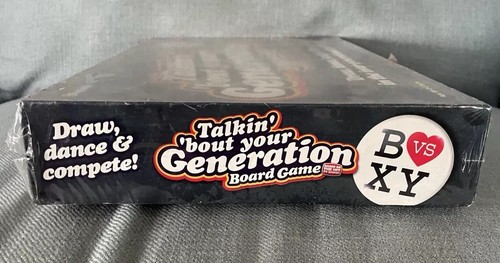 Draw,
dance &
compete!
Talkin'
'bout your
Generation
Board Game
B VS
XY